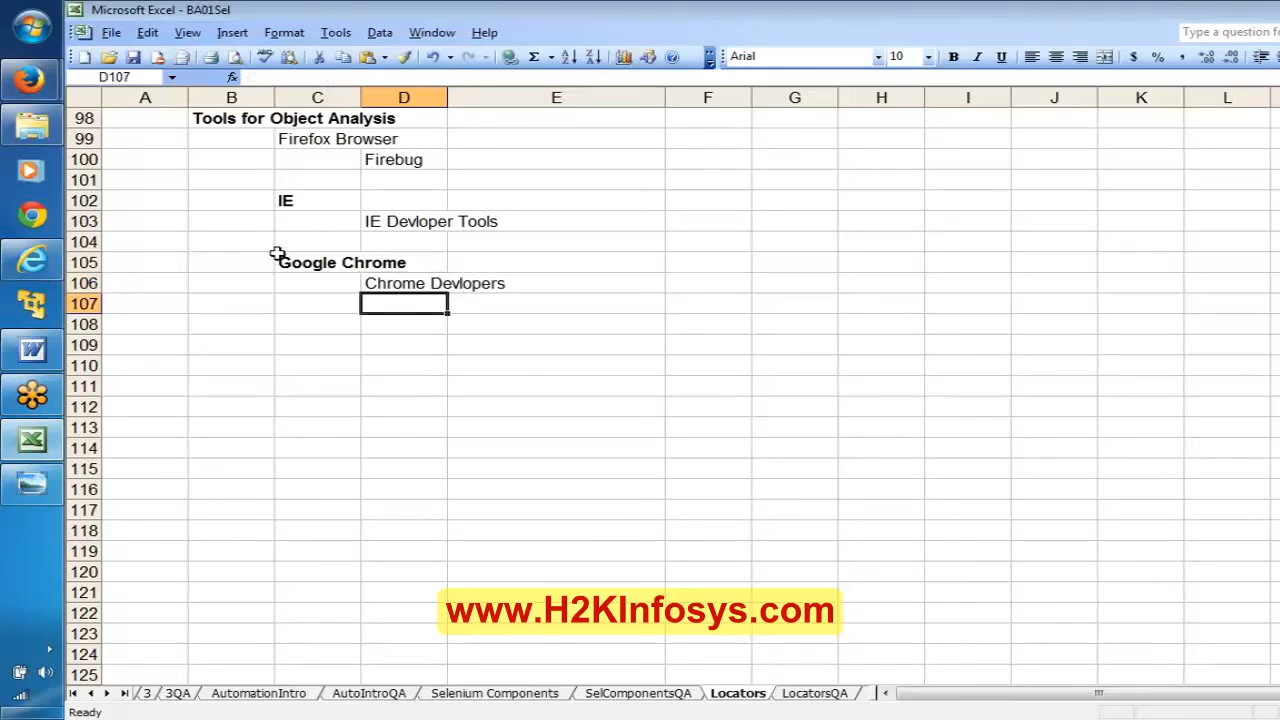 Microsoft Excel - BA01Sel
File Edit View Insert Format Tools Data Window Help
Type a question f
Arial 10 B I U $ %
D107 fx
A B C D E F G H I J K L
98 Tools for Object Analysis
99 Firefox Browser
100 Firebug
101
102 IE
103 IE Devloper Tools
104
105 Google Chrome
106 Chrome Devlopers
107
108
109
110
111
112
113
114
115
116
117
118
119
120
121
122
www.H2KInfosys.com
123
124
125
3 3QA AutomationIntro AutoIntroQA Selenium Components SelComponentsQA Locators LocatorsQA
Ready